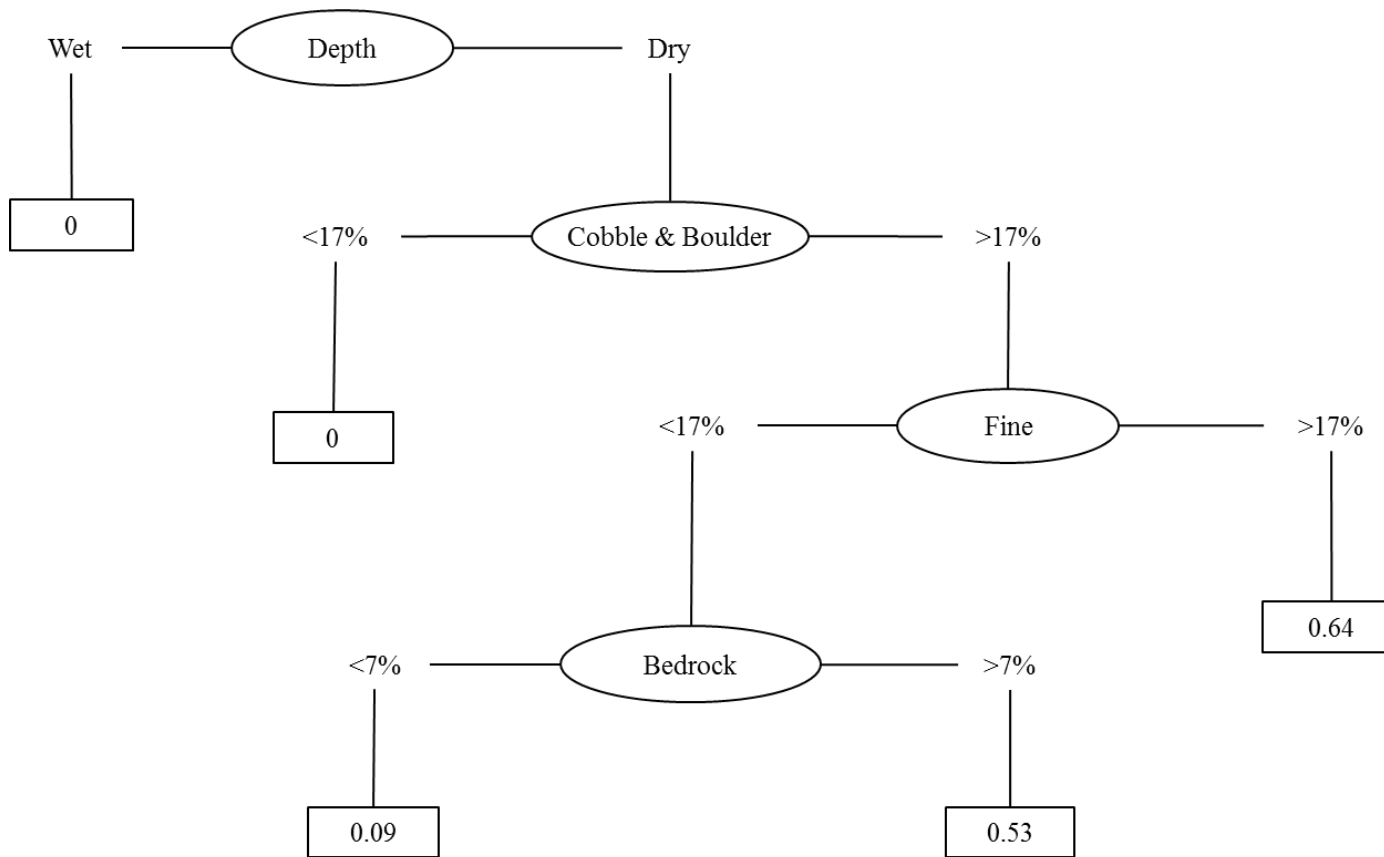 Wet
Depth
Dry
0
<17%
Cobble & Boulder
>17%
0
<17%
Fine
>17%
0.64
<7%
Bedrock
>7%
0.09
0.53